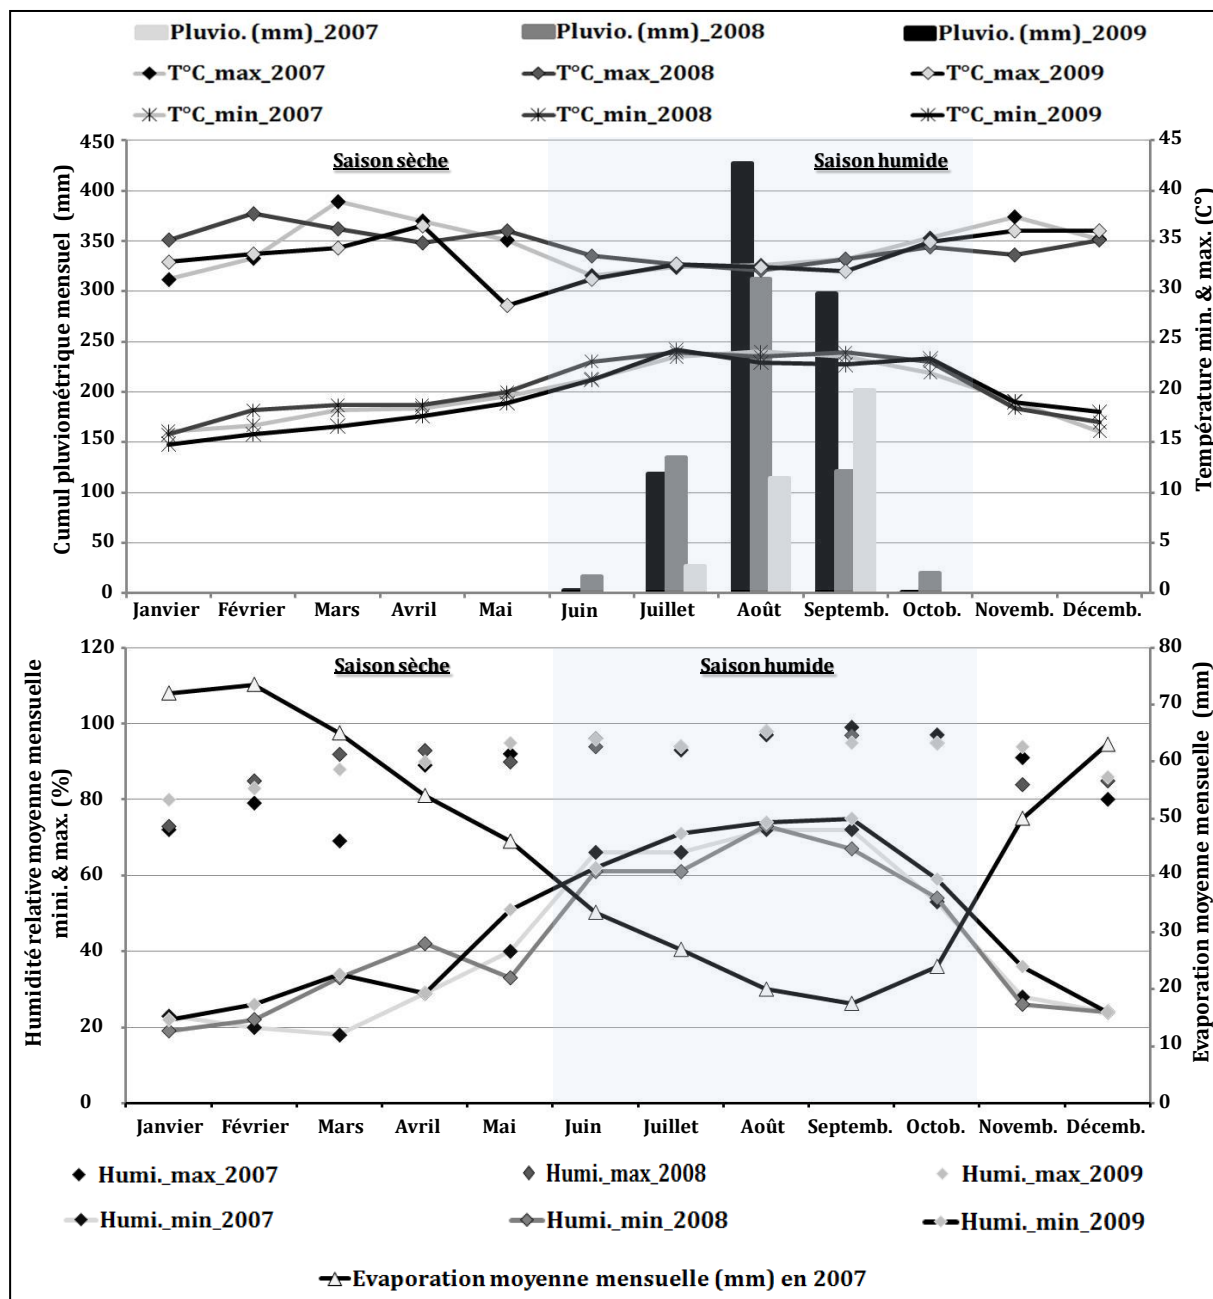 Pluvio. (mm)_2007 Pluvio. (mm)_2008 Pluvio. (mm)_2009
T°C_max_2007 T°C_max_2008 T°C_max_2009
T°C_min_2007 T°C_min_2008 T°C_min_2009
Cumul pluviométrique mensuel (mm)
450
400
350
300
250
200
150
100
50
0
Saison sèche Saison humide
45
40
35
30
25
20
15
10
5
0
Température min. & max. (C°)
Janvier Février Mars Avril Mai Juin Juillet Août Septemb. Octob. Novemb. Décemb.
Humidité relative moyenne mensuelle
mini. & max. (%)
120
100
80
60
40
20
0
Saison sèche Saison humide
80
70
60
50
40
30
20
10
0
Evaporation moyenne mensuelle (mm)
Janvier Février Mars Avril Mai Juin Juillet Août Septemb. Octob. Novemb. Décemb.
Humi._max_2007 Humi._max_2008 Humi._max_2009
Humi._min_2007 Humi._min_2008 Humi._min_2009
Evaporation moyenne mensuelle (mm) en 2007